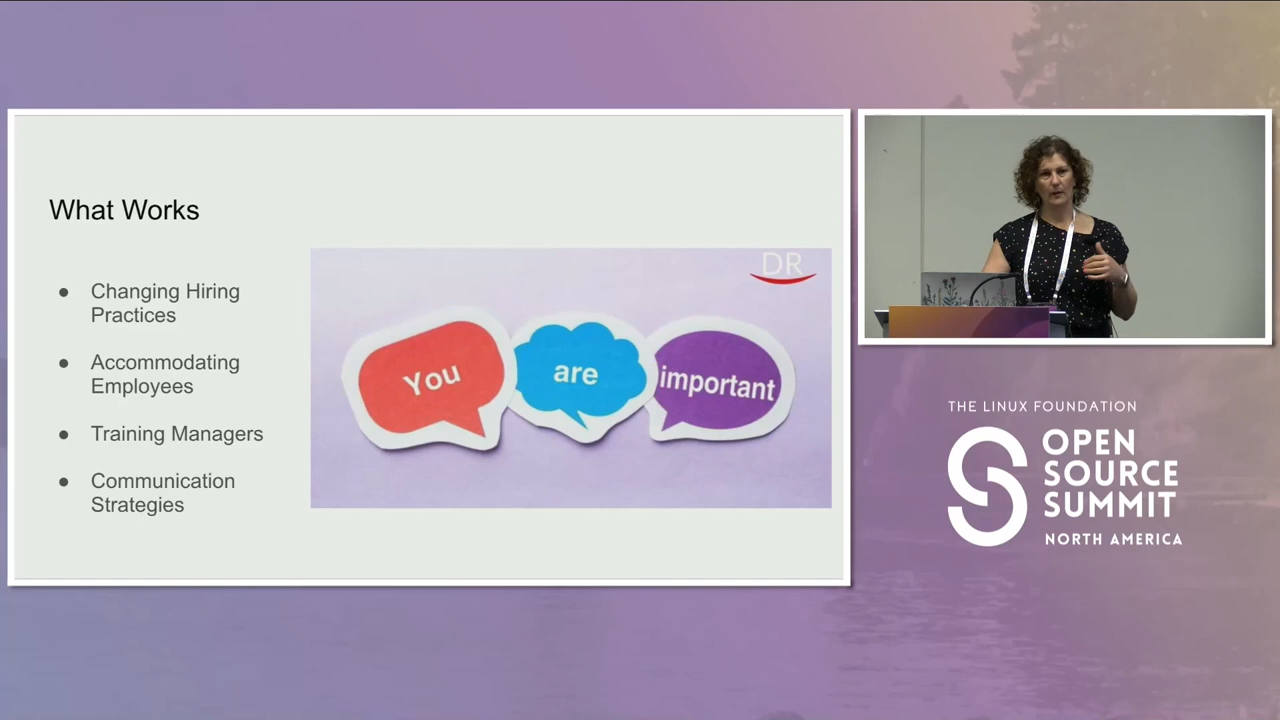 What Works
● Changing Hiring
Practices
● Accommodating
Employees
● Training Managers
● Communication
Strategies
DR
You
are
important
THE LINUX FOUNDATION
OPEN
SOURCE
SUMMIT
NORTH AMERICA